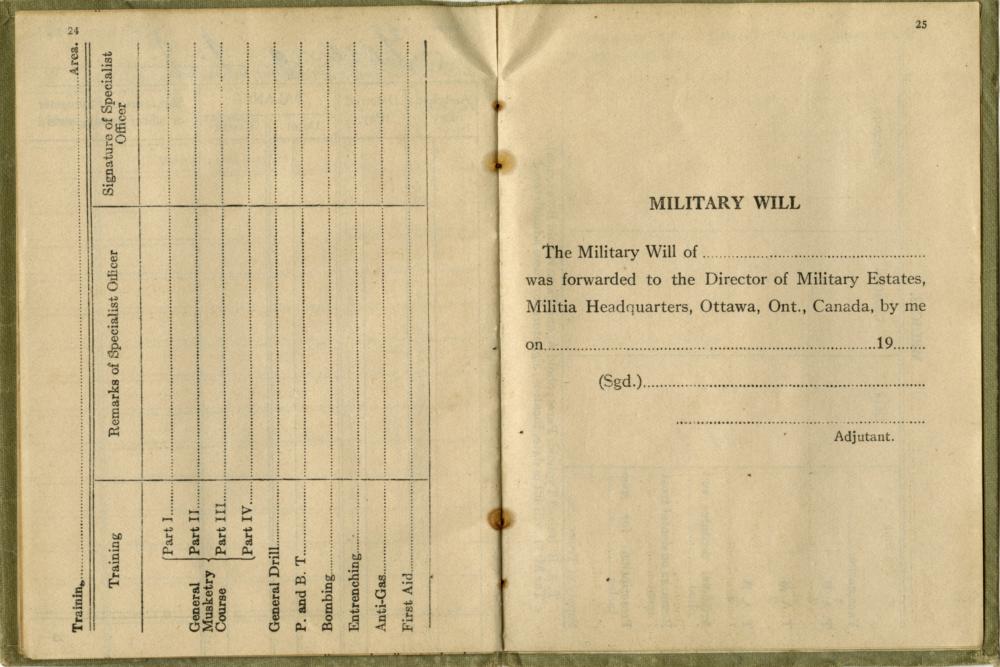 24
Training..........Area.
Training
Remarks of Specialist Officer
Signature of Specialist
Officer
General
Musketry
Course
Part I
Part II
Part III
Part IV
General Drill
P. and B. T.
Bombing
Entrenching
Anti-Gas
First Aid
25
MILITARY WILL
The Military Will of
was forwarded to the Director of Military Estates,
Militia Headquarters, Ottawa, Ont., Canada, by me
on..........19.......
(Sgd.)
Adjutant.